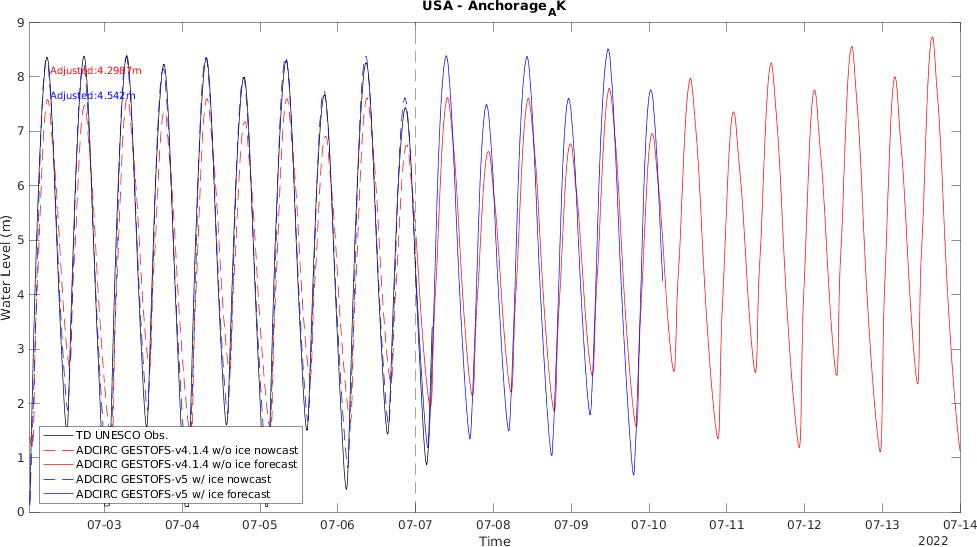 USA - Anchorage_AK
9
8
7
6
5
4
3
2
1
0
Water Level (m)
Adjusted:4.2987m
Adjusted:4.542m
TD UNESCO Obs.
ADCIRC GESTOFS-v4.1.4 w/o ice nowcast
ADCIRC GESTOFS-v4.1.4 w/o ice forecast
ADCIRC GESTOFS-v5 w/ ice nowcast
ADCIRC GESTOFS-v5 w/ ice forecast
07-03 07-04 07-05 07-06 07-07 07-08 07-09 07-10 07-11 07-12 07-13 07-14
Time
2022